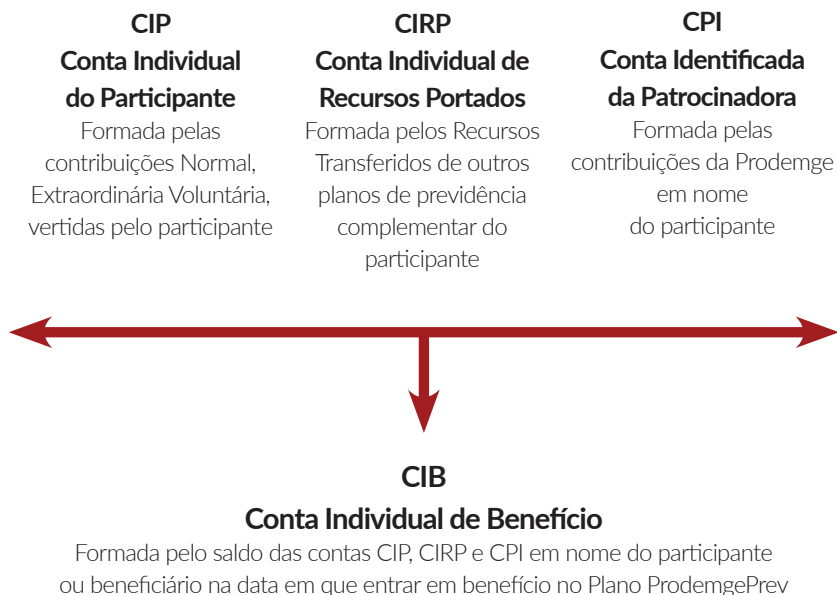 CIP
Conta Individual
do Participante
Formada pelas
contribuições Normal,
Extraordinária Voluntária,
vertidas pelo participante
CIRP
Conta Individual de
Recursos Portados
Formada pelos Recursos
Transferidos de outros
planos de previdência
complementar do
participante
CPI
Conta Identificada
da Patrocinadora
Formada pelas
contribuições da Prodemge
em nome
do participante
CIB
Conta Individual de Benefício
Formada pelo saldo das contas CIP, CIRP e CPI em nome do participante
ou beneficiário na data em que entrar em benefício no Plano ProdemgePrev